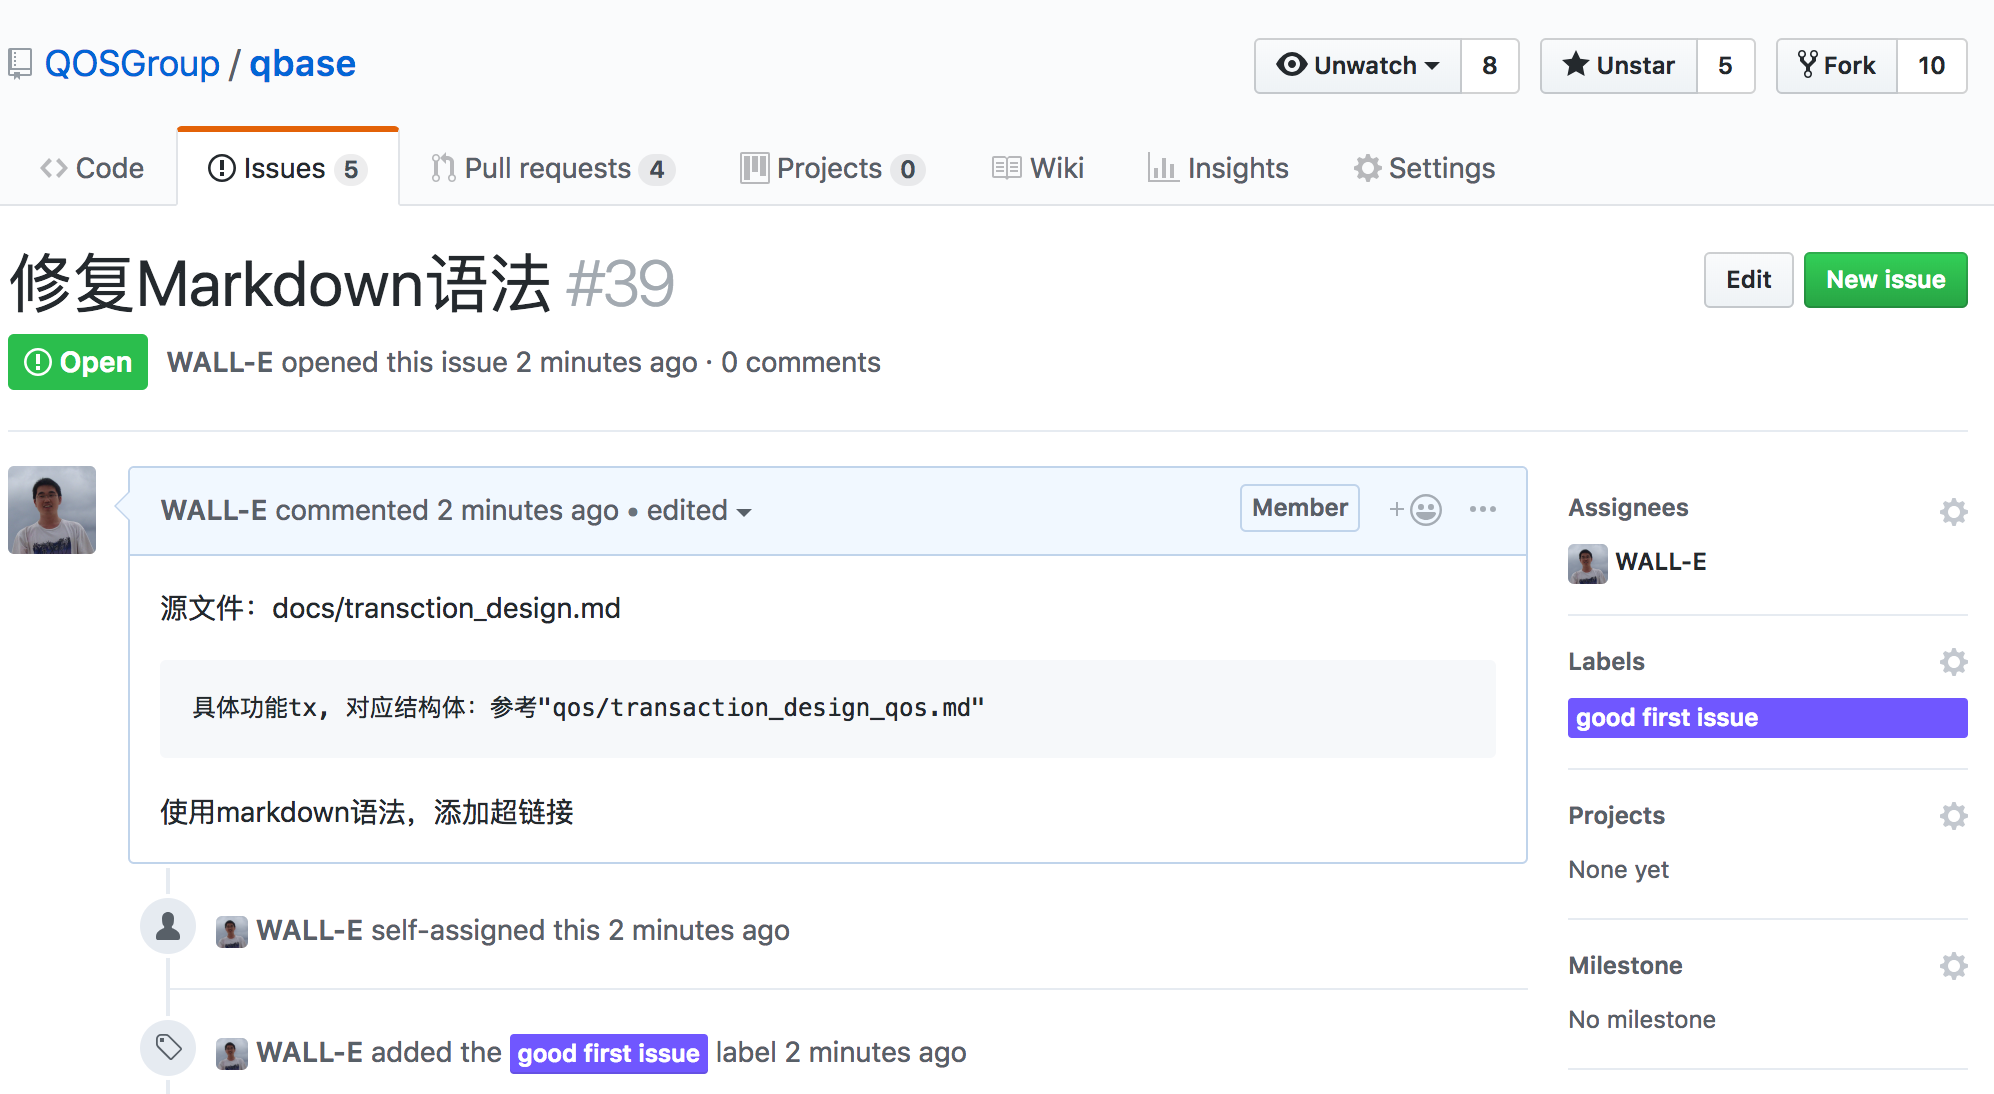 QOSGroup / qbase
Unwatch 8
Unstar 5
Fork 10
Code
Issues 5
Pull requests 4
Projects 0
Wiki
Insights
Settings
修复Markdown语法 #39
Edit
New issue
Open
WALL-E opened this issue 2 minutes ago · 0 comments
WALL-E commented 2 minutes ago • edited
Member
源文件：docs/transction_design.md
具体功能tx, 对应结构体：参考"qos/transaction_design_qos.md"
使用markdown语法，添加超链接
WALL-E self-assigned this 2 minutes ago
WALL-E added the good first issue label 2 minutes ago
Assignees
WALL-E
Labels
good first issue
Projects
None yet
Milestone
No milestone